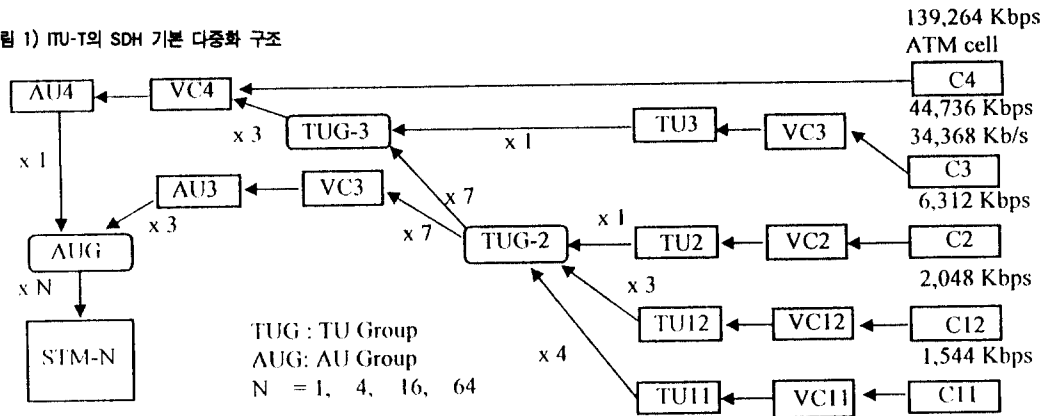 림 1) ITU-T의 SDH 기본 다중화 구조
139,264 Kbps
ATM cell
AU4
VC4
C4
44,736 Kbps
34,368 Kb/s
x 3
TUG-3
x 1
TU3
VC3
C3
x 1
AU3
VC3
x 7
6,312 Kbps
x 3
x 7
TUG-2
x 1
TU2
VC2
C2
AUG
2,048 Kbps
x N
x 3
TU12
VC12
C12
STM-N
TUG : TU Group
AUG: AU Group
N = 1, 4, 16, 64
x 4
1,544 Kbps
TU11
VC11
C11